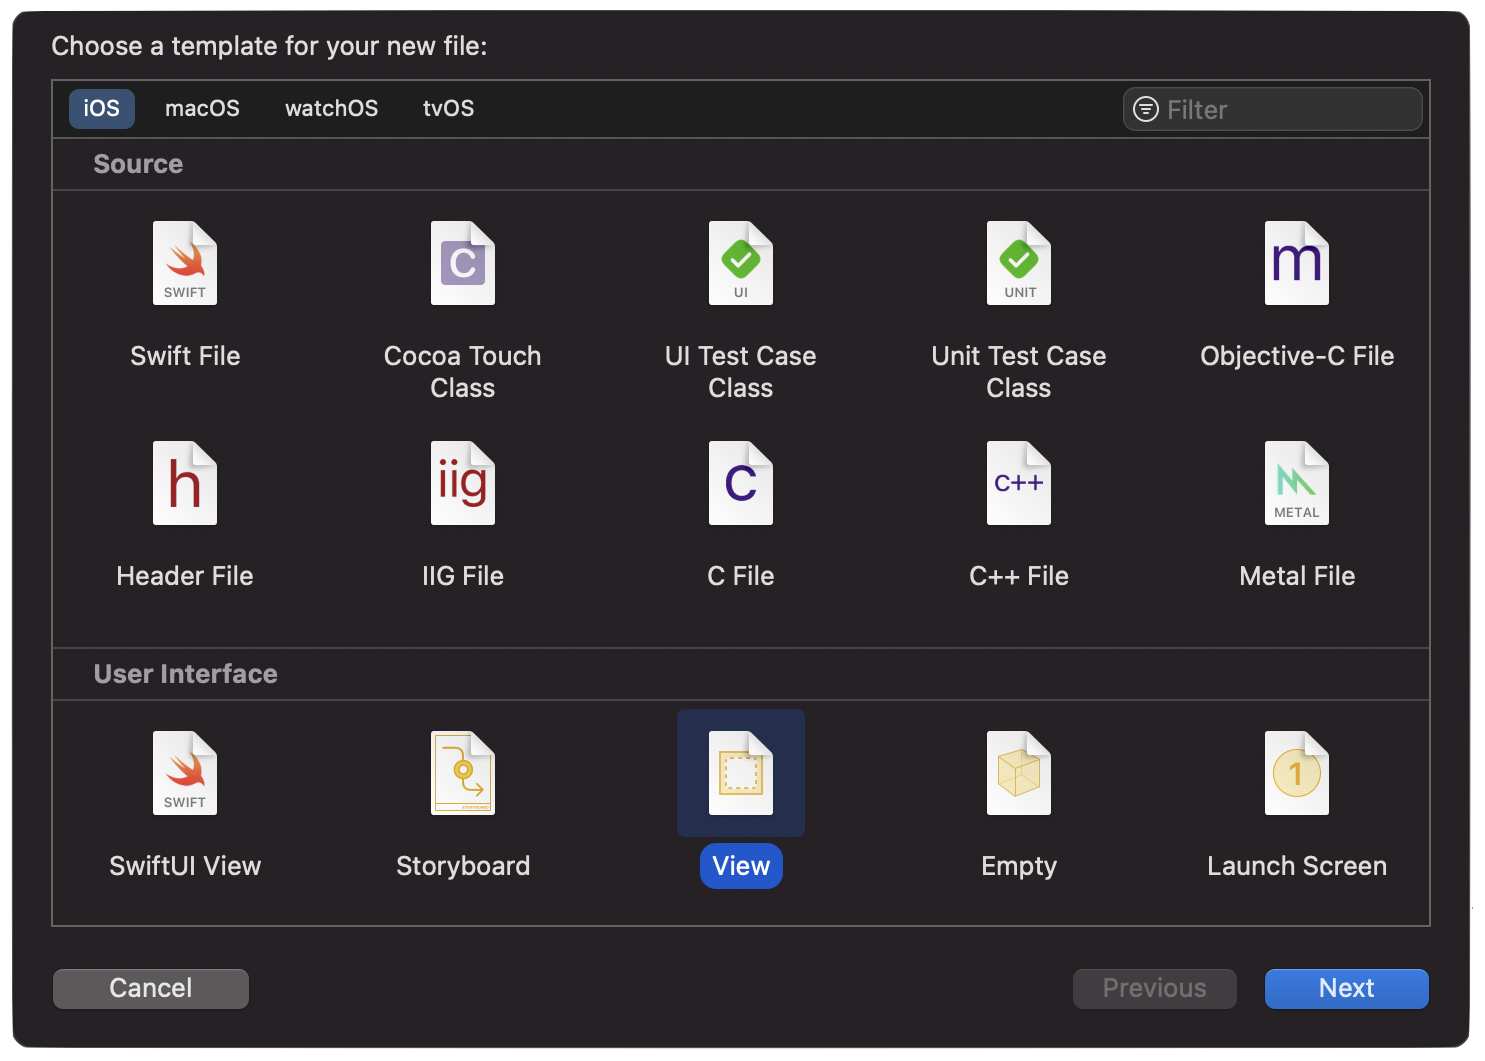 Choose a template for your new file:
iOS macOS watchOS tvOS Filter
Source
SWIFT C UI UNIT m
Swift File Cocoa Touch Class UI Test Case Class Unit Test Case Class Objective-C File
h iig C C++ METAL
Header File IIG File C File C++ File Metal File
User Interface
SWIFT STORYBOARD 1
SwiftUI View Storyboard View Empty Launch Screen
Cancel Previous Next